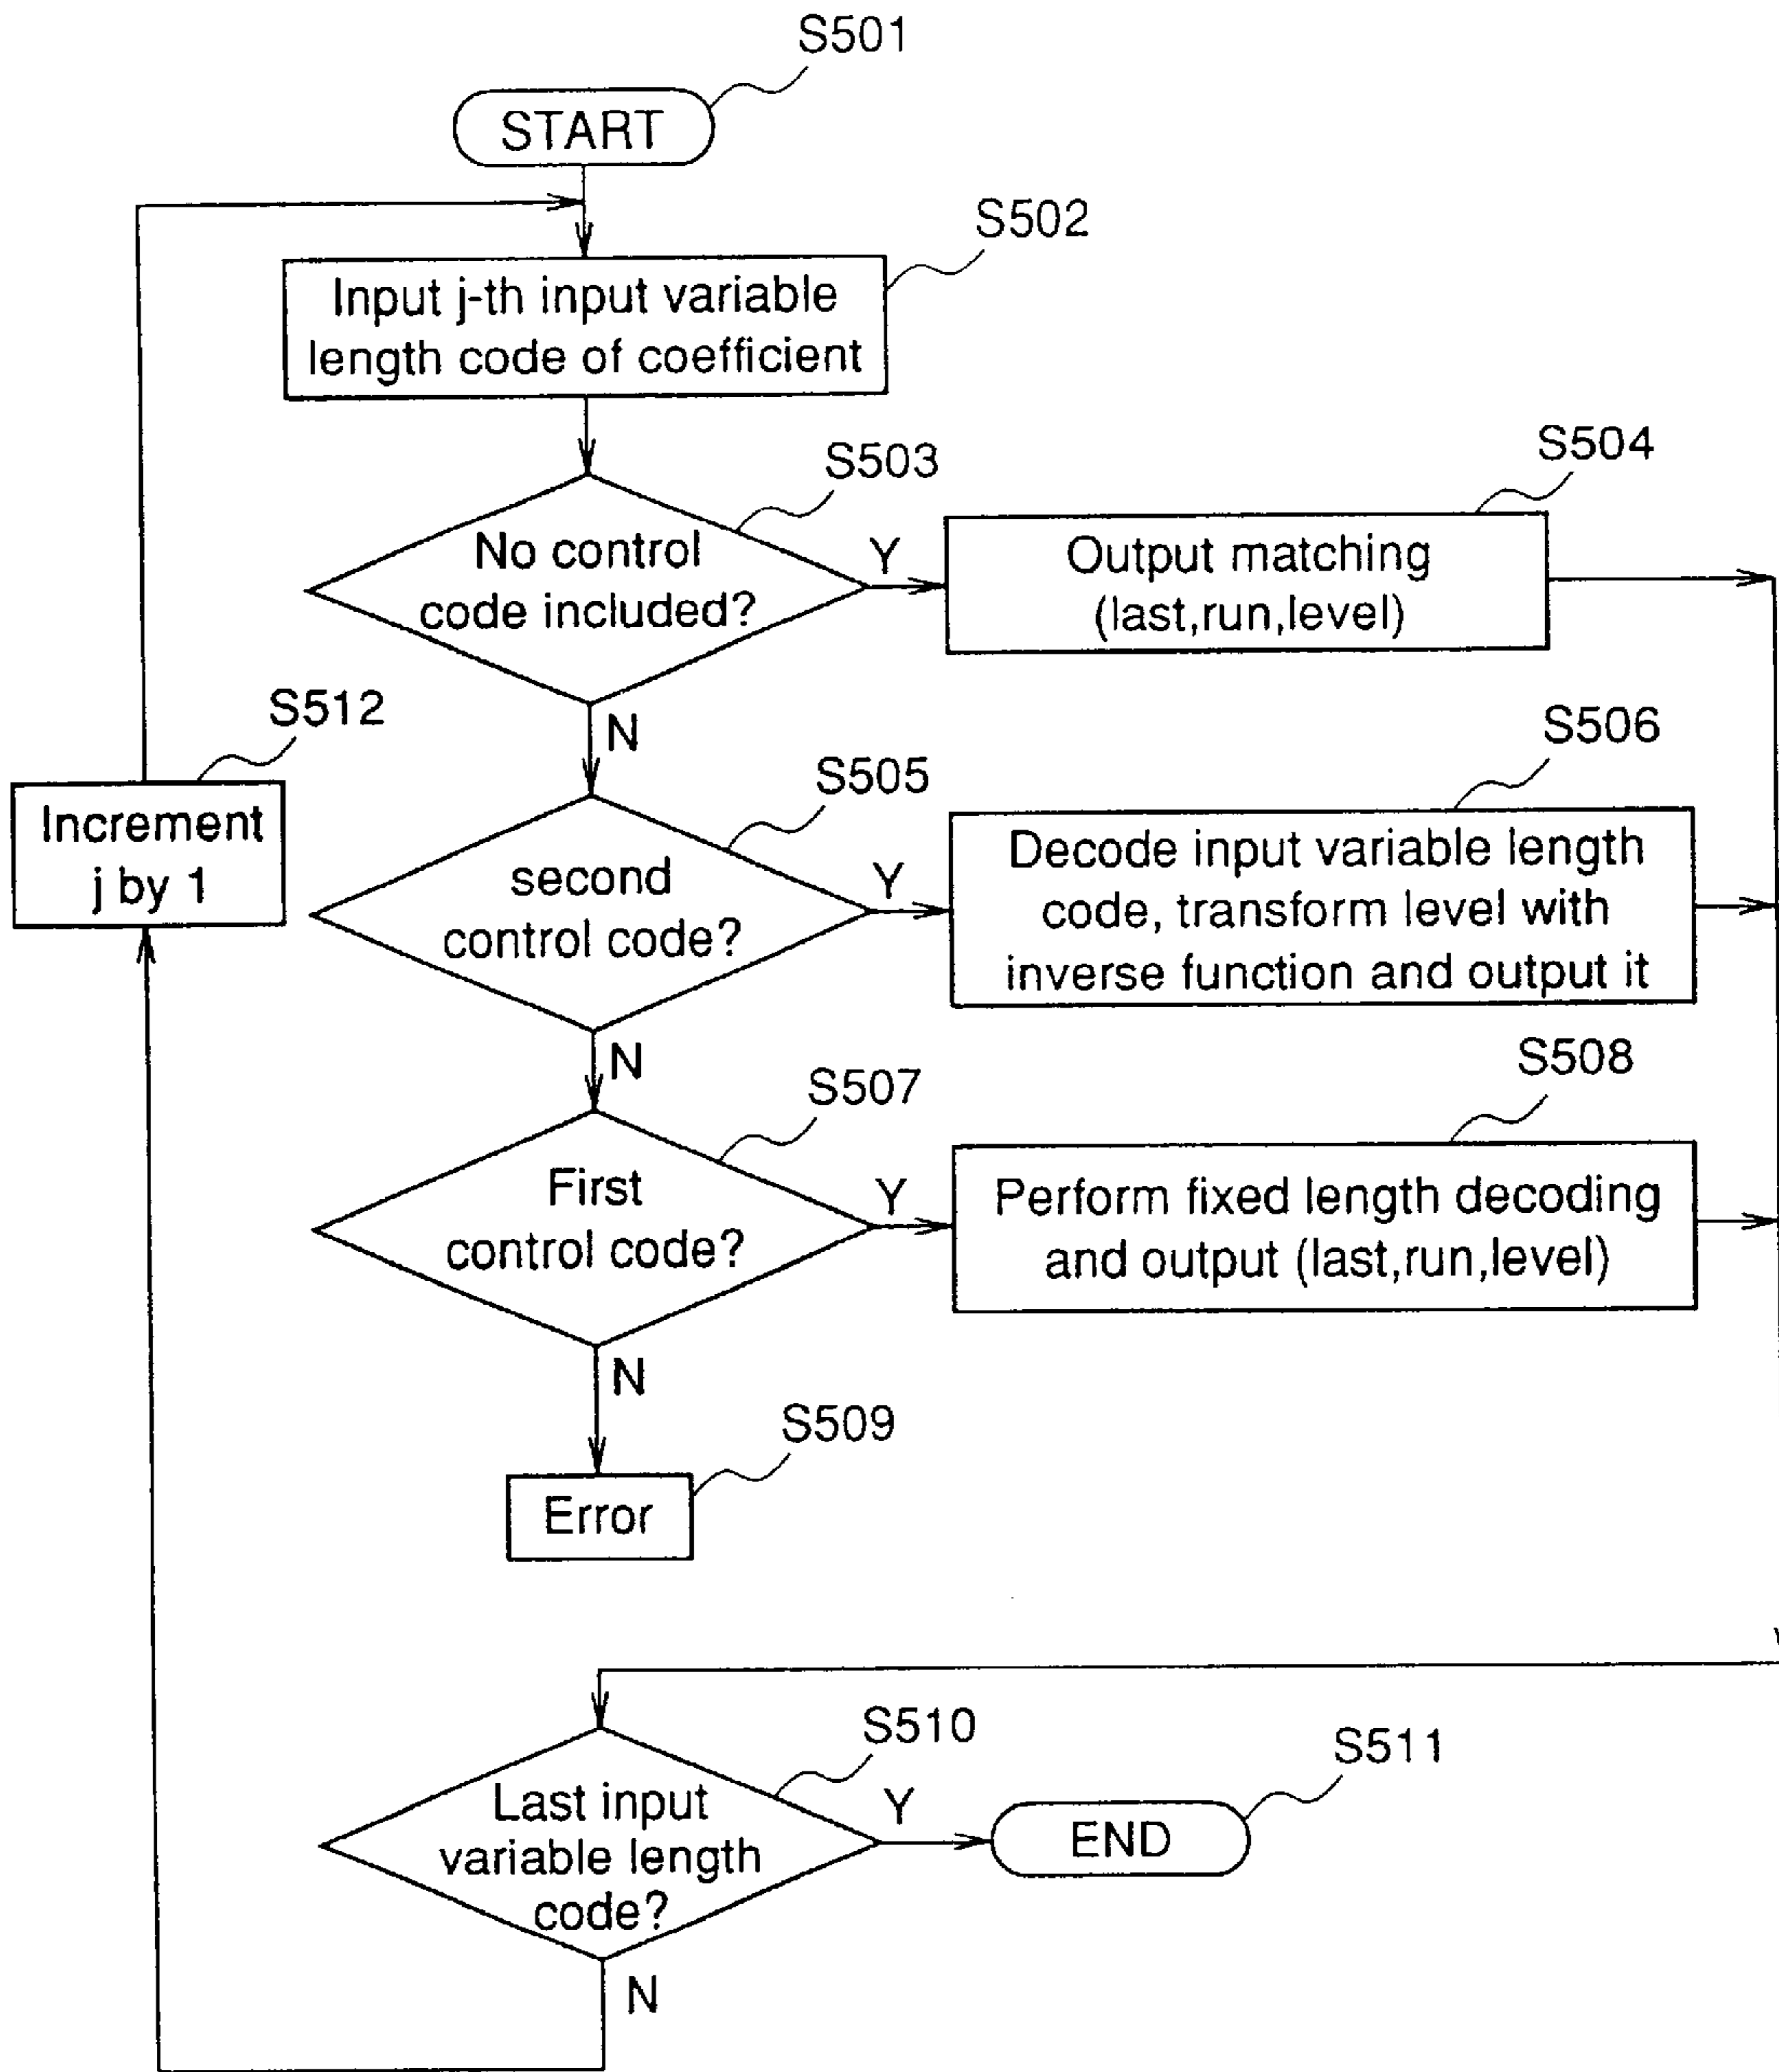 S501
START
S502
Input j-th input variable
length code of coefficient
S503
No control
code included?
Y
S504
Output matching
(last,run,level)
N
S512
Increment
j by 1
S505
second
control code?
Y
S506
Decode input variable length
code, transform level with
inverse function and output it
N
S507
First
control code?
Y
S508
Perform fixed length decoding
and output (last,run,level)
N
S509
Error
S510
Last input
variable length
code?
Y
S511
END
N